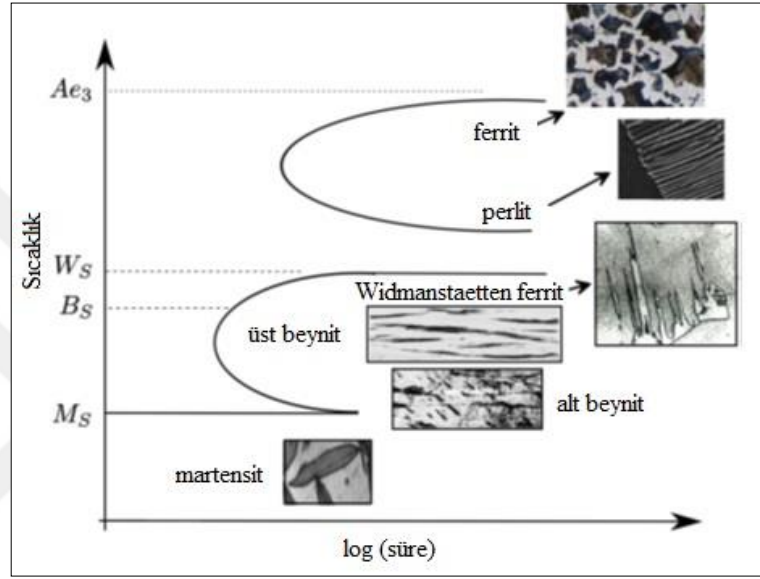 Ae3
ferrit
perlit
Sıcaklık
WS
Widmanstaetten ferrit
BS
üst beynit
alt beynit
MS
martensit
log (süre)